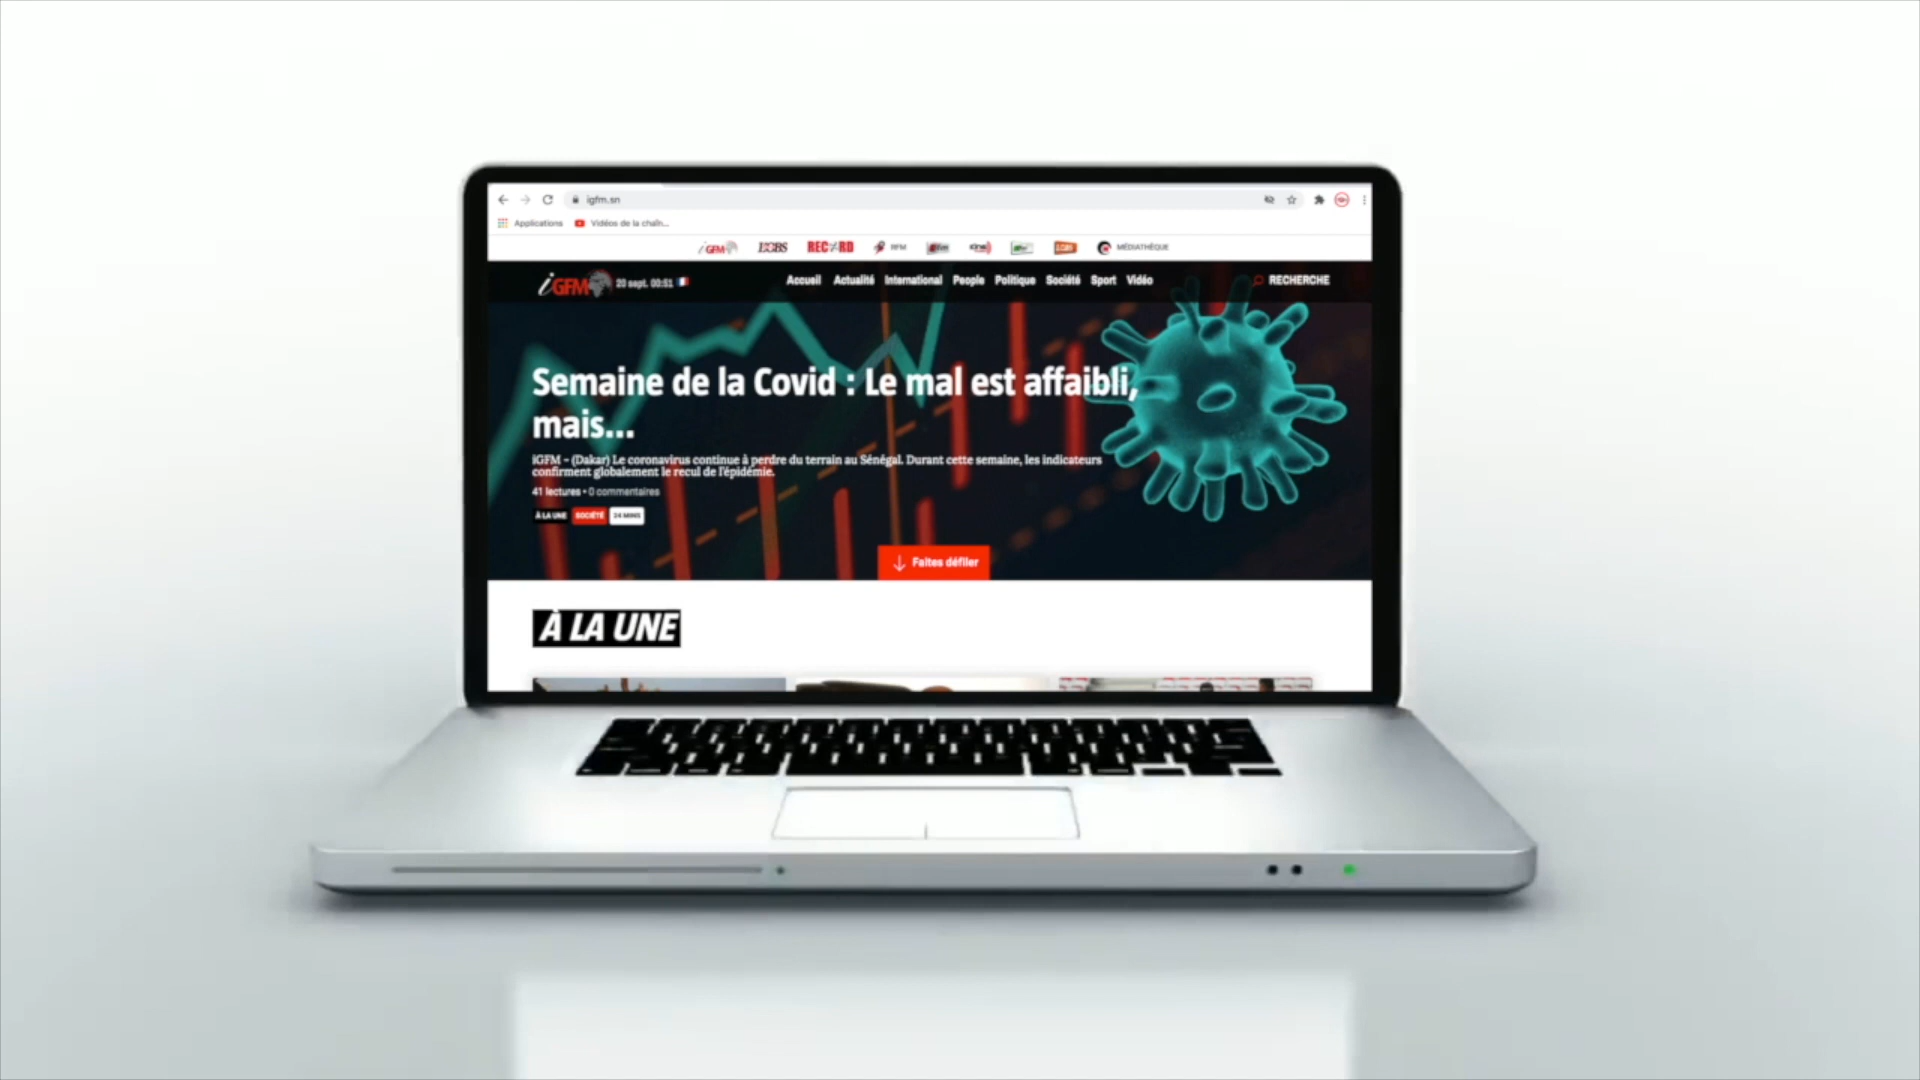 igfm.sn
Applications Vidéos de la chaîn...
iGFM L'OBS RECORD RFM MÉDIATHÈQUE
iGFM 20 sept. 00:51 Accueil Actualité International People Politique Société Sport Vidéo RECHERCHE
Semaine de la Covid : Le mal est affaibli,
mais...
iGFM – (Dakar) Le coronavirus continue à perdre du terrain au Sénégal. Durant cette semaine, les indicateurs
confirment globalement le recul de l'épidémie.
41 lectures • 0 commentaires
À LA UNE SOCIÉTÉ 24 MINS
Faites défiler
À LA UNE